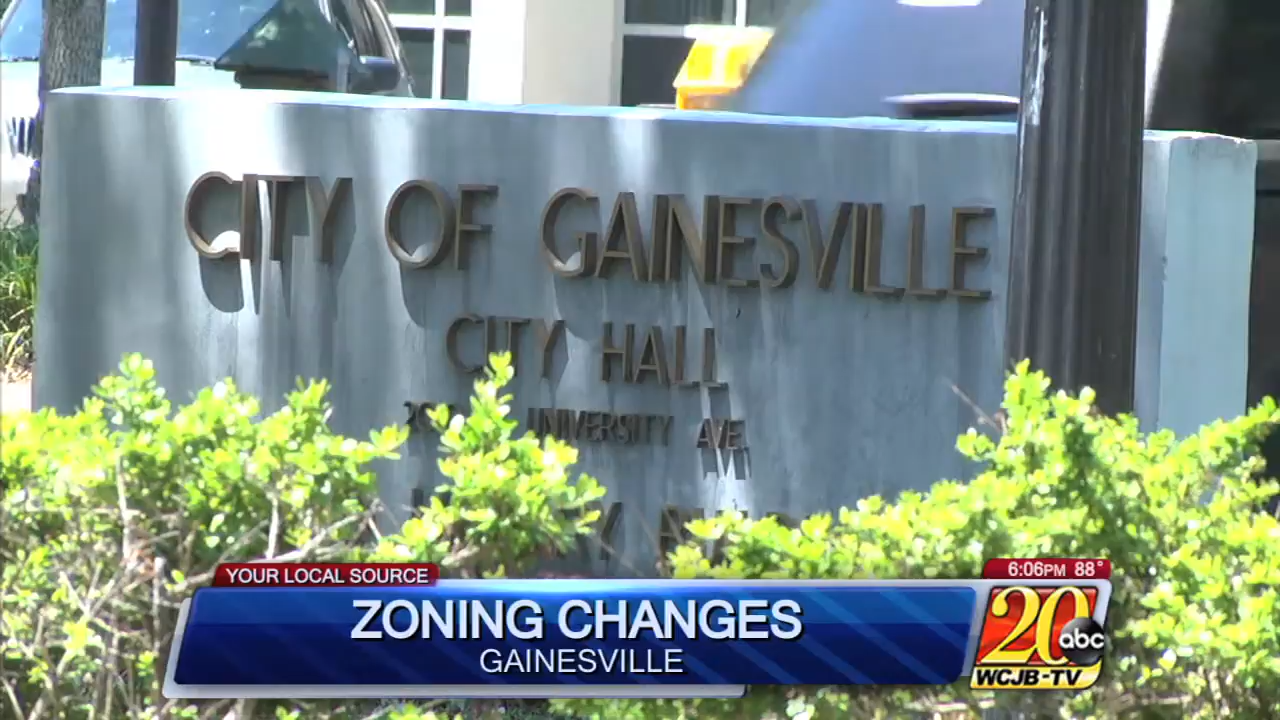 CITY OF GAINESVILLE
CITY HALL
UNIVERSITY AVE.
YOUR LOCAL SOURCE
ZONING CHANGES
GAINESVILLE
6:06PM 88°
20
abc
WCJB-TV